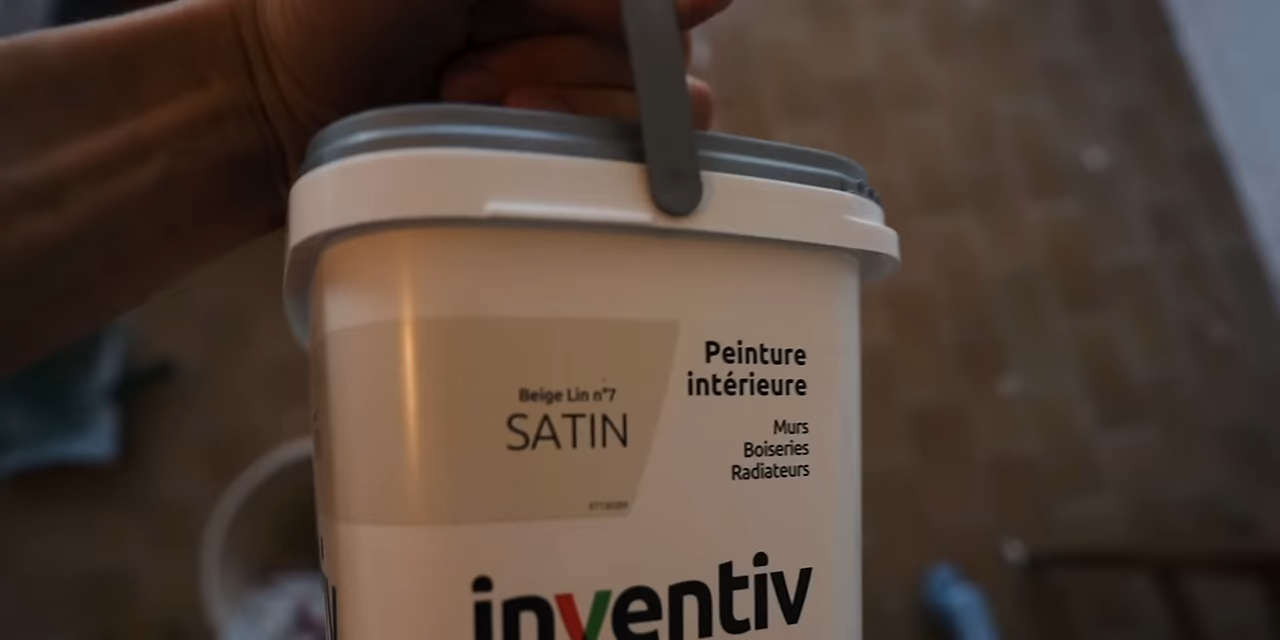 Peinture
intérieure
Beige Lin n°7
SATIN
Murs
Boiseries
Radiateurs
inventiv